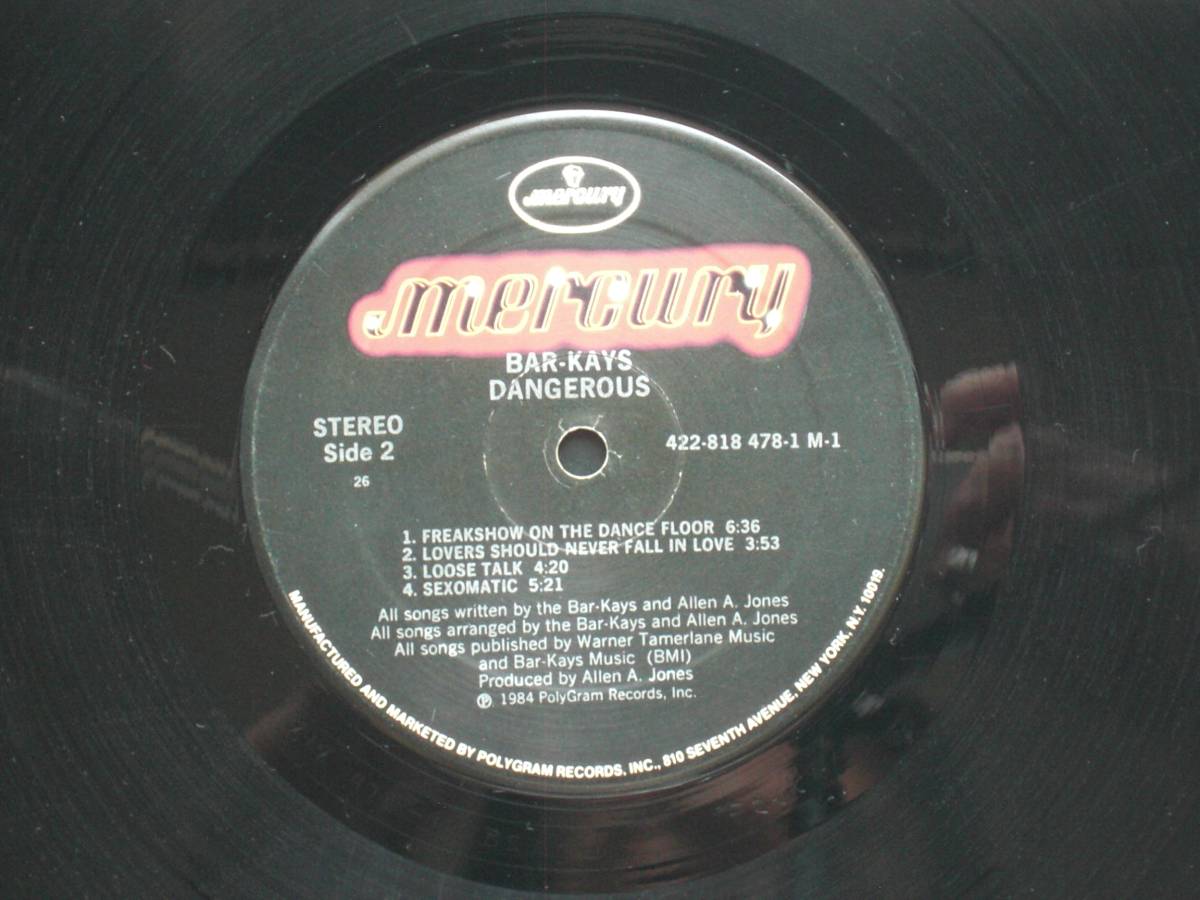 mercury
mercury
BAR-KAYS
DANGEROUS
STEREO
Side 2
26
422-818 478-1 M-1
1. FREAKSHOW ON THE DANCE FLOOR 6:36
2. LOVERS SHOULD NEVER FALL IN LOVE 3:53
3. LOOSE TALK 4:20
4. SEXOMATIC 5:21
All songs written by the Bar-Kays and Allen A. Jones
All songs arranged by the Bar-Kays and Allen A. Jones
All songs published by Warner Tamerlane Music
and Bar-Kays Music (BMI)
Produced by Allen A. Jones
℗ 1984 PolyGram Records, Inc.
MANUFACTURED AND MARKETED BY POLYGRAM RECORDS, INC., 810 SEVENTH AVENUE, NEW YORK, N.Y. 10019.